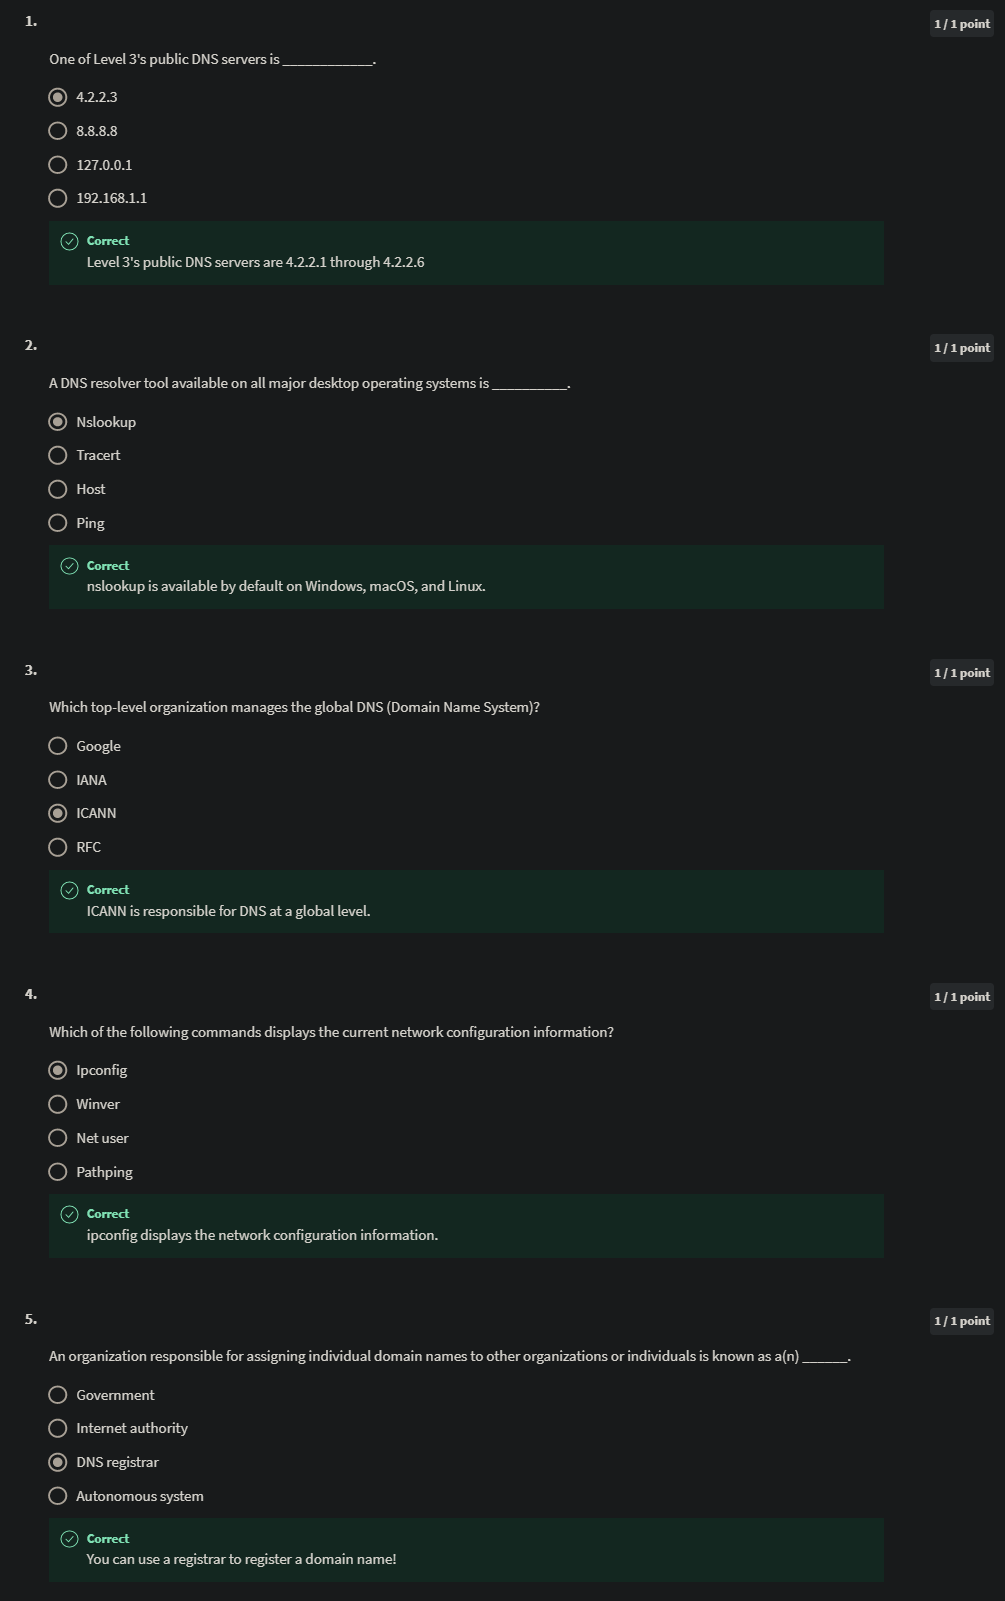 1.
1 / 1 point
One of Level 3's public DNS servers is ____________.
4.2.2.3
8.8.8.8
127.0.0.1
192.168.1.1
Correct
Level 3's public DNS servers are 4.2.2.1 through 4.2.2.6
2.
1 / 1 point
A DNS resolver tool available on all major desktop operating systems is __________.
Nslookup
Tracert
Host
Ping
Correct
nslookup is available by default on Windows, macOS, and Linux.
3.
1 / 1 point
Which top-level organization manages the global DNS (Domain Name System)?
Google
IANA
ICANN
RFC
Correct
ICANN is responsible for DNS at a global level.
4.
1 / 1 point
Which of the following commands displays the current network configuration information?
Ipconfig
Winver
Net user
Pathping
Correct
ipconfig displays the network configuration information.
5.
1 / 1 point
An organization responsible for assigning individual domain names to other organizations or individuals is known as a(n) ______.
Government
Internet authority
DNS registrar
Autonomous system
Correct
You can use a registrar to register a domain name!